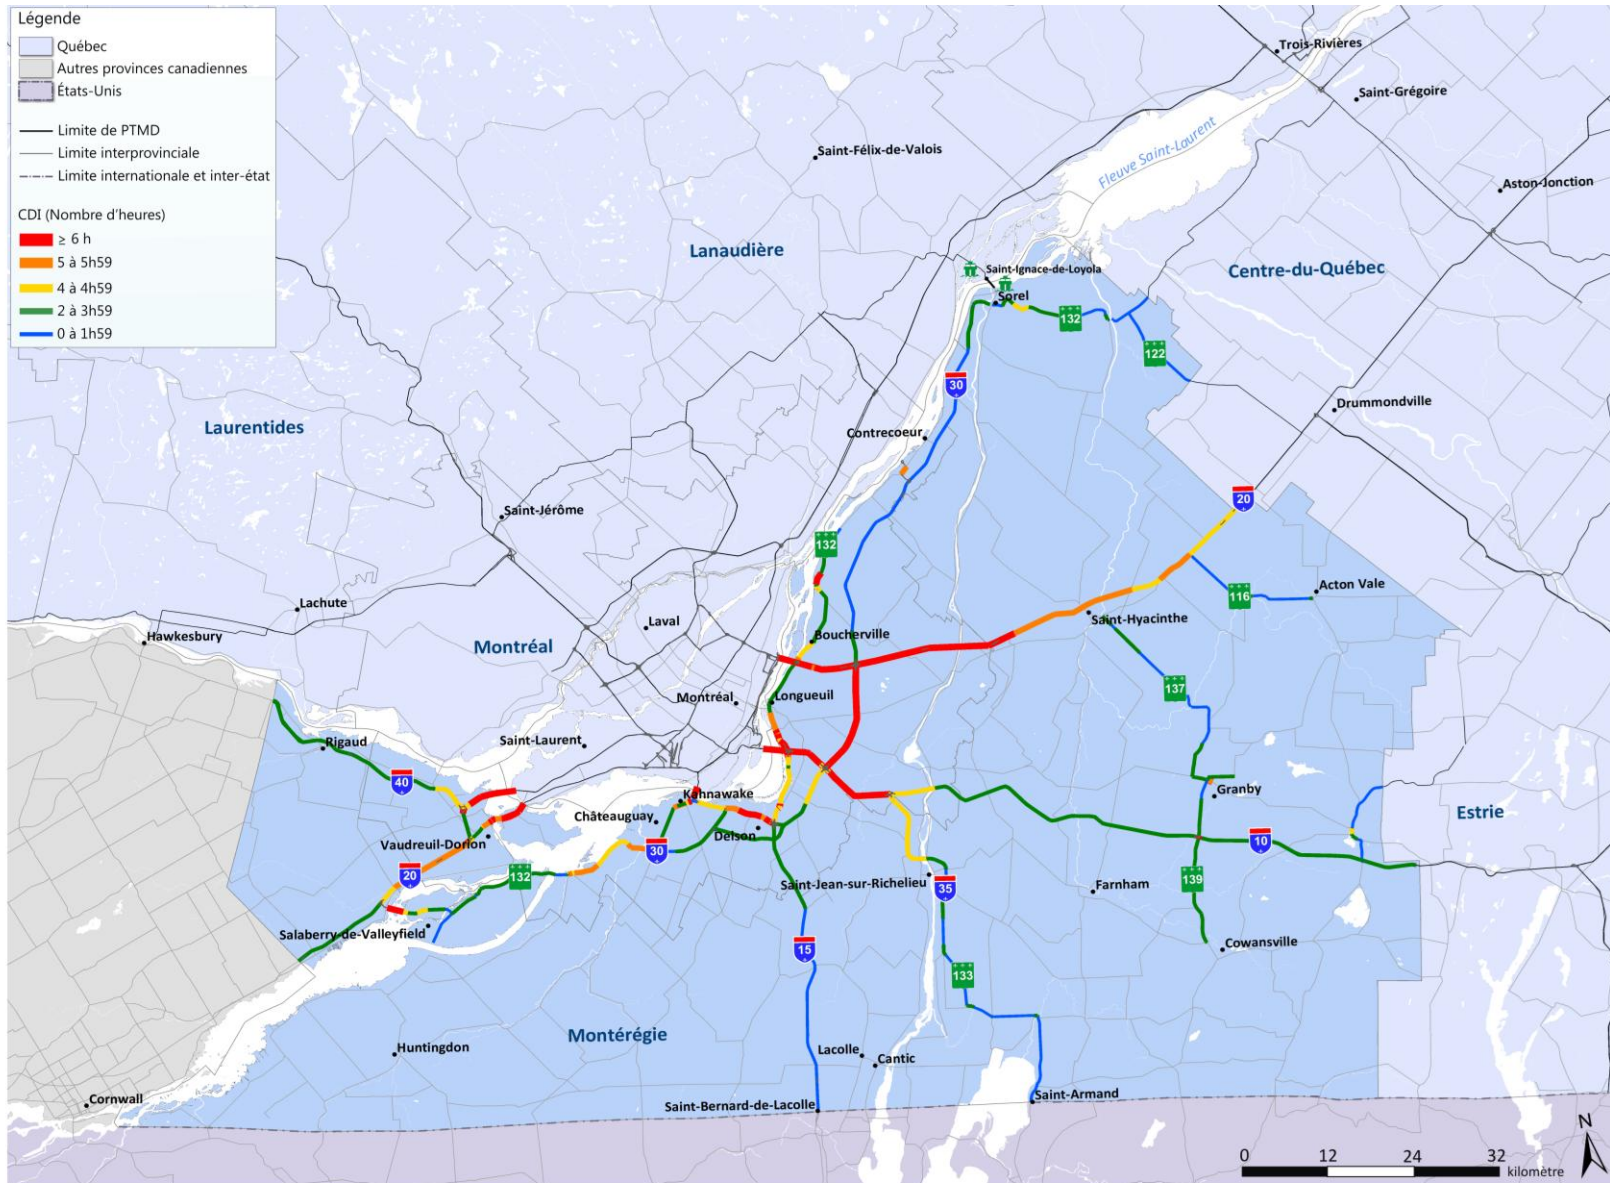 Légende
Québec
Autres provinces canadiennes
États-Unis
Limite de PTMD
Limite interprovinciale
Limite internationale et inter-état
CDI (Nombre d'heures)
≥ 6 h
5 à 5h59
4 à 4h59
2 à 3h59
0 à 1h59
Trois-Rivières
Saint-Grégoire
Fleuve Saint-Laurent
Saint-Félix-de-Valois
Aston-Jonction
Lanaudière
Centre-du-Québec
Saint-Ignace-de-Loyola
Sorel
132
122
30
Drummondville
Laurentides
Contrecoeur
20
Saint-Jérôme
132
Acton Vale
116
Lachute
Saint-Hyacinthe
Laval
Hawkesbury
Boucherville
Montréal
137
Montréal
Longueuil
Rigaud
Saint-Laurent
40
Kahnawake
Granby
Châteauguay
Estrie
Delson
Vaudreuil-Dorion
10
30
20
132
139
Saint-Jean-sur-Richelieu
35
Farnham
Salaberry-de-Valleyfield
15
Cowansville
133
Montérégie
Huntingdon
Lacolle
Cantic
Cornwall
Saint-Bernard-de-Lacolle
Saint-Armand
N
0 12 24 32
kilomètre